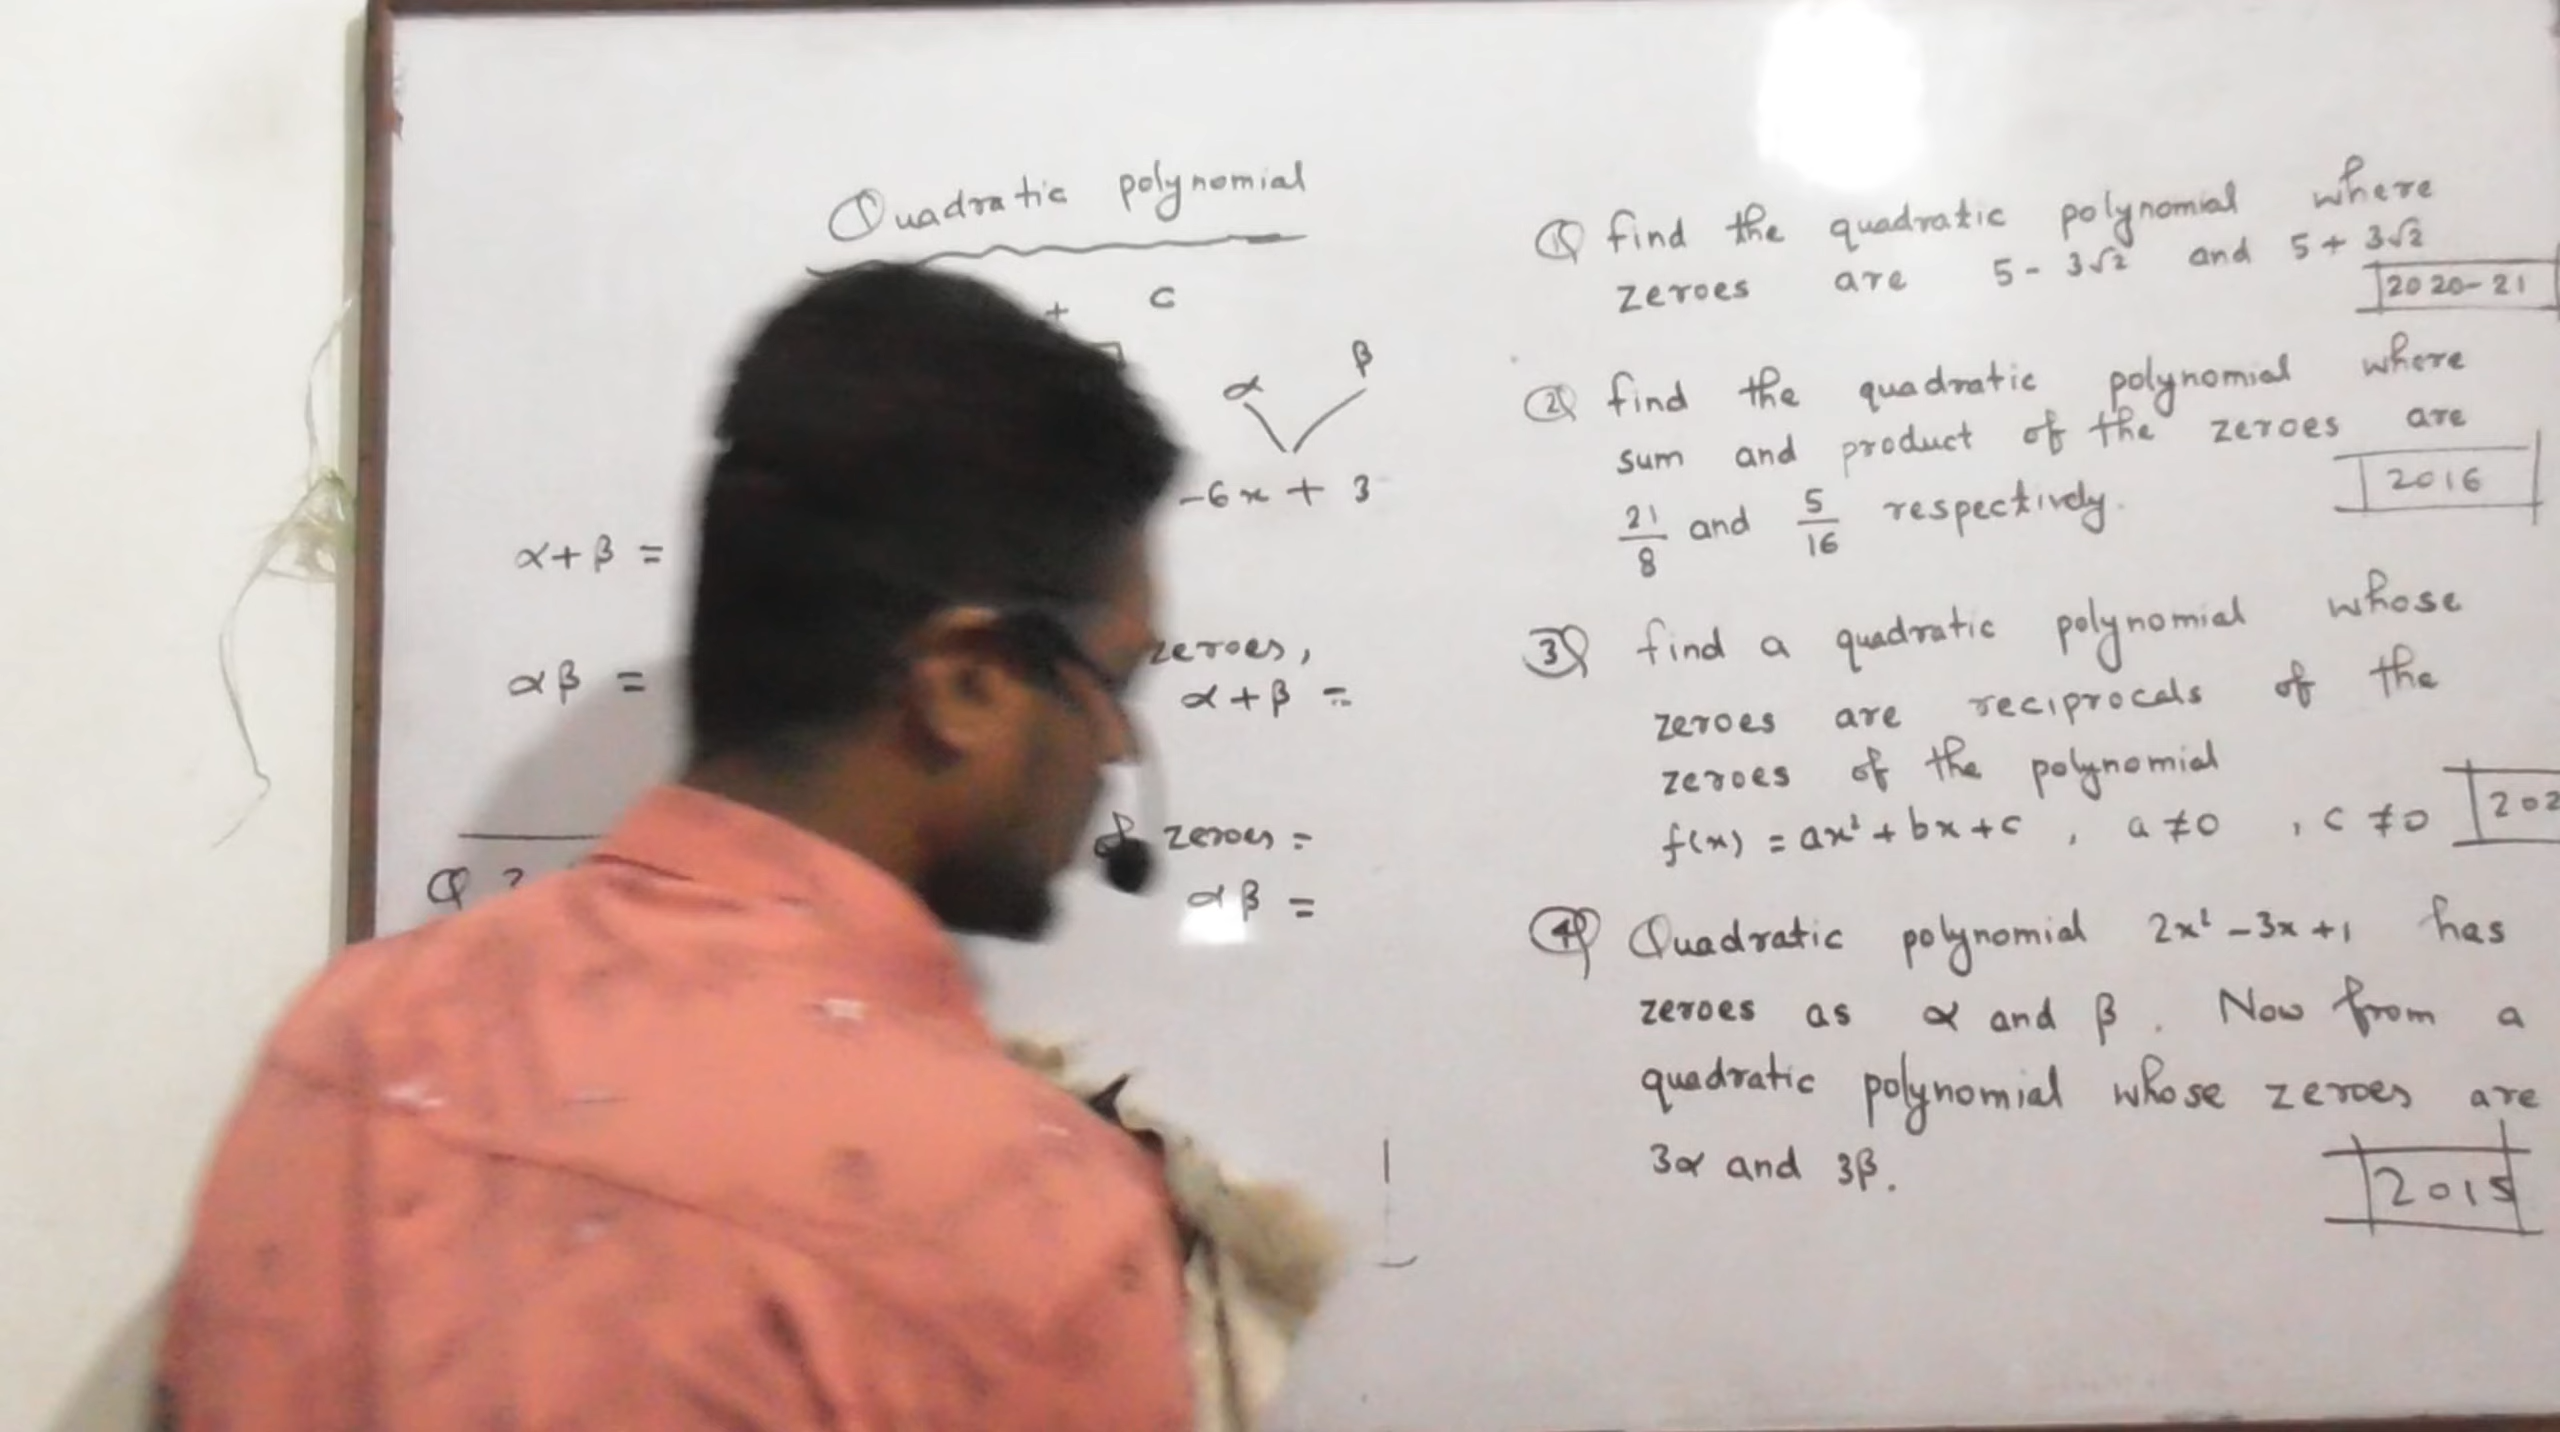 Quadratic polynomial
+ c
α β
-6x + 3
α+β =
αβ =
zeroes,
α+β =
zeroes =
αβ =
Q 2
① find the quadratic polynomial where
zeroes are 5 - 3√2 and 5 + 3√2
2020-21
② find the quadratic polynomial where
sum and product of the zeroes are
21/8 and 5/16 respectively.
2016
③ find a quadratic polynomial whose
zeroes are reciprocals of the
zeroes of the polynomial
f(x) = ax² + bx + c , a ≠ 0 , c ≠ 0
202
④ Quadratic polynomial 2x² - 3x + 1 has
zeroes as α and β. Now from a
quadratic polynomial whose zeroes are
3α and 3β.
2015